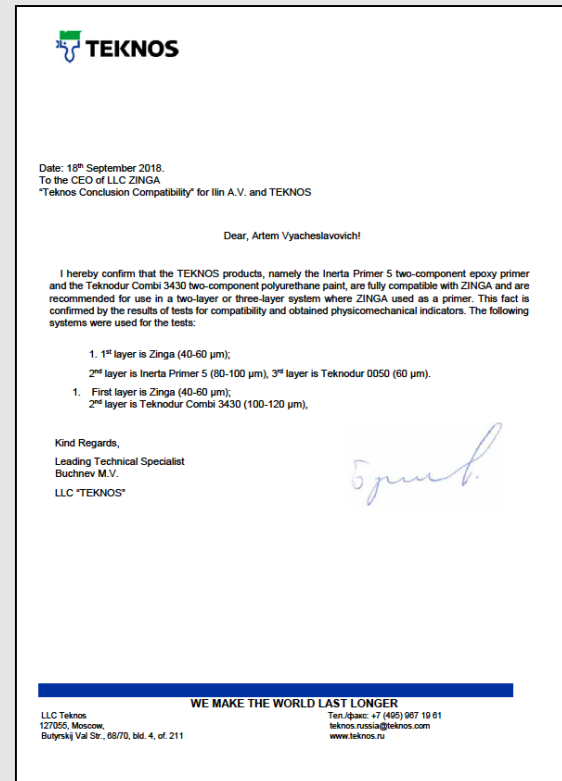 TEKNOS
Date: 18th September 2018.
To the CEO of LLC ZINGA
"Teknos Conclusion Compatibility" for Ilin A.V. and TEKNOS
Dear, Artem Vyacheslavovich!
I hereby confirm that the TEKNOS products, namely the Inerta Primer 5 two-component epoxy primer
and the Teknodur Combi 3430 two-component polyurethane paint, are fully compatible with ZINGA and are
recommended for use in a two-layer or three-layer system where ZINGA used as a primer. This fact is
confirmed by the results of tests for compatibility and obtained physicomechanical indicators. The following
systems were used for the tests:
1. 1st layer is Zinga (40-60 μm);
2nd layer is Inerta Primer 5 (80-100 μm), 3rd layer is Teknodur 0050 (60 μm).
1. First layer is Zinga (40-60 μm);
2nd layer is Teknodur Combi 3430 (100-120 μm),
Kind Regards,
Leading Technical Specialist
Buchnev M.V.
LLC "TEKNOS"
WE MAKE THE WORLD LAST LONGER
LLC Teknos
127055, Moscow,
Butyrskij Val Str., 68/70, bld. 4, of. 211
Тел./факс: +7 (495) 967 19 61
teknos.russia@teknos.com
www.teknos.ru